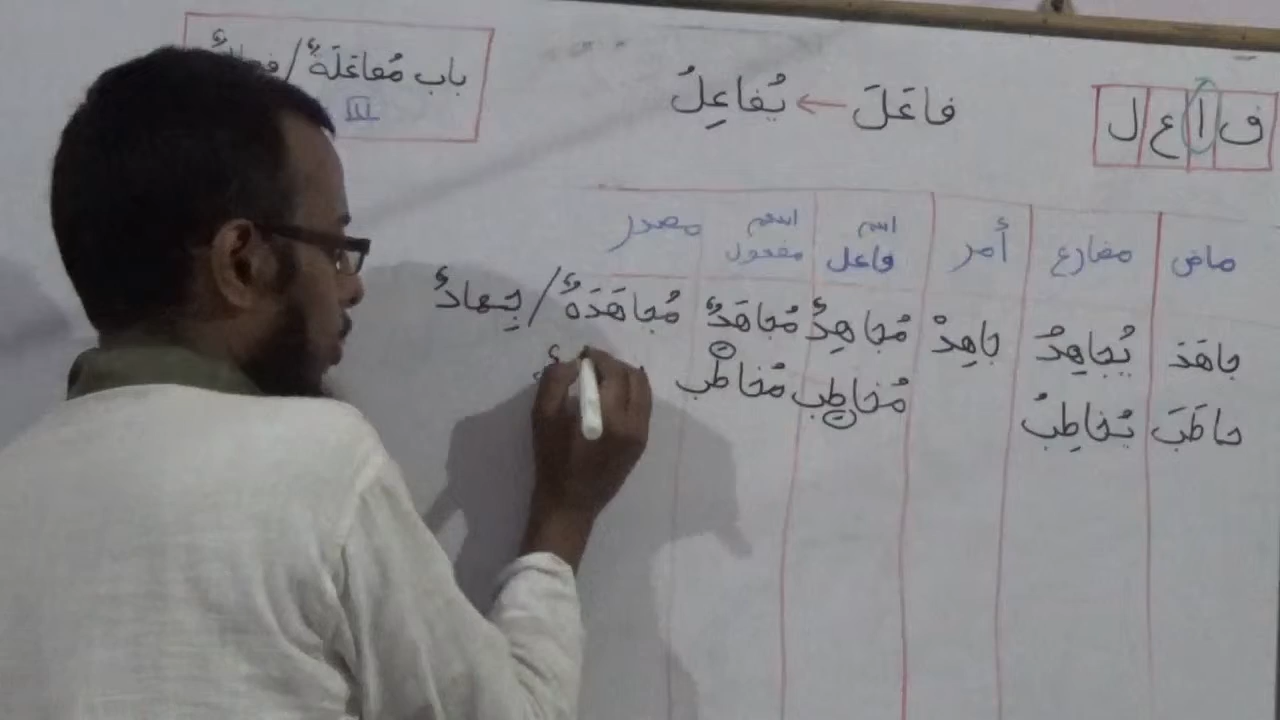 ف ا ع ل
فاعَلَ ← يُفاعِلُ
باب مُفاعَلَةٌ /
III
ماض مضارع أمر اسم فاعل اسم مفعول مصدر
جاهَدَ يُجاهِدُ جاهِدْ مُجاهِدٌ مُجاهَدٌ مُجاهَدَةٌ / جِهادٌ
خاطَبَ يُخاطِبُ مُخاطِب مُخاطَب